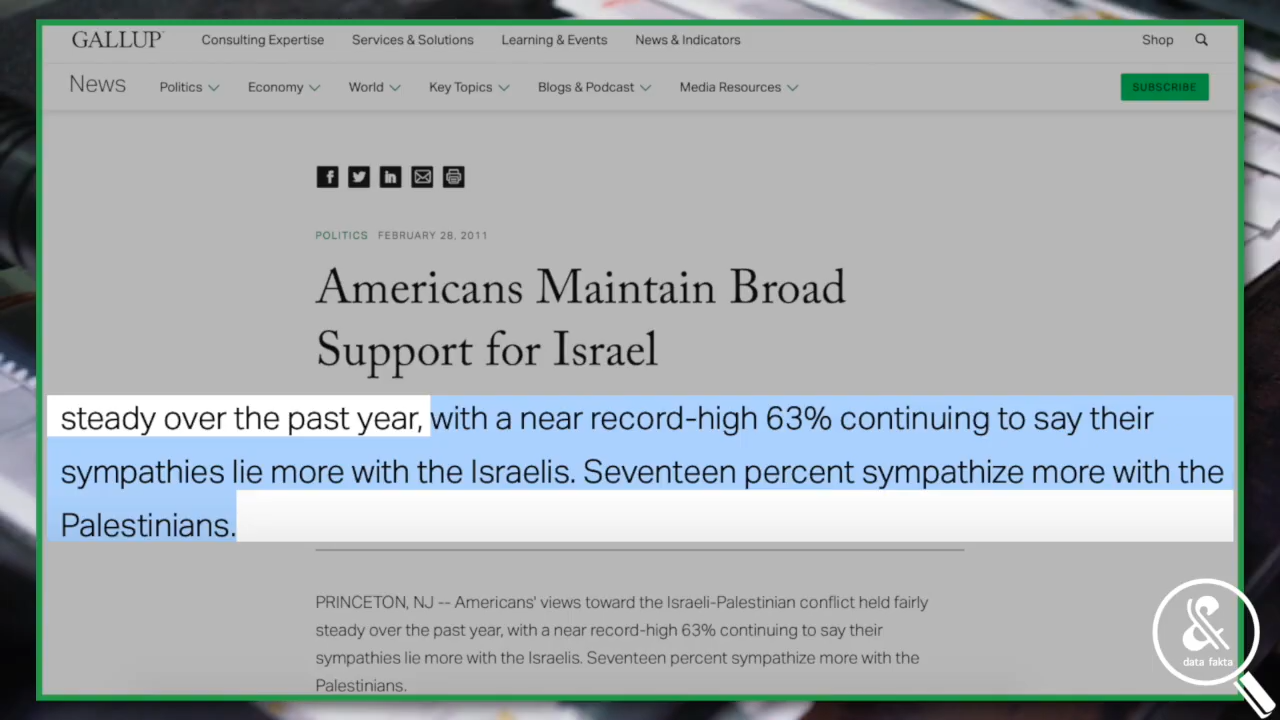 GALLUP
Consulting Expertise Services & Solutions Learning & Events News & Indicators Shop
News Politics Economy World Key Topics Blogs & Podcast Media Resources SUBSCRIBE
POLITICS FEBRUARY 28, 2011
Americans Maintain Broad
Support for Israel
steady over the past year, with a near record-high 63% continuing to say their
sympathies lie more with the Israelis. Seventeen percent sympathize more with the
Palestinians.
PRINCETON, NJ -- Americans' views toward the Israeli-Palestinian conflict held fairly
steady over the past year, with a near record-high 63% continuing to say their
sympathies lie more with the Israelis. Seventeen percent sympathize more with the
Palestinians.
&
data fakta